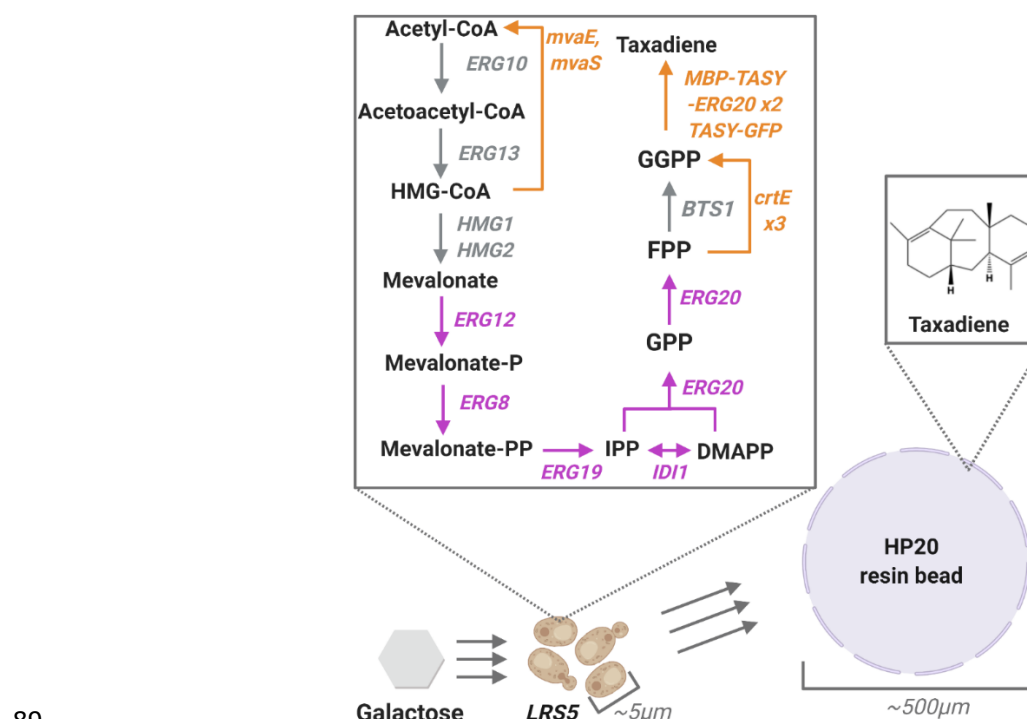 Acetyl-CoA
mvaE,
mvaS
ERG10
Acetoacetyl-CoA
ERG13
HMG-CoA
HMG1
HMG2
Mevalonate
ERG12
Mevalonate-P
ERG8
Mevalonate-PP
ERG19
IPP
IDI1
DMAPP
ERG20
GPP
ERG20
FPP
BTS1
crtE
x3
GGPP
MBP-TASY
-ERG20 x2
TASY-GFP
Taxadiene
H
H
Taxadiene
HP20
resin bead
~500µm
Galactose
LRS5
~5µm
89